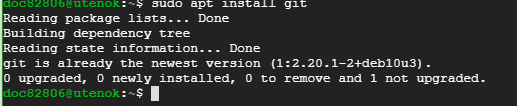 doc82806@utenok:~$ sudo apt install git
Reading package lists... Done
Building dependency tree
Reading state information... Done
git is already the newest version (1:2.20.1-2+deb10u3).
0 upgraded, 0 newly installed, 0 to remove and 1 not upgraded.
doc82806@utenok:~$